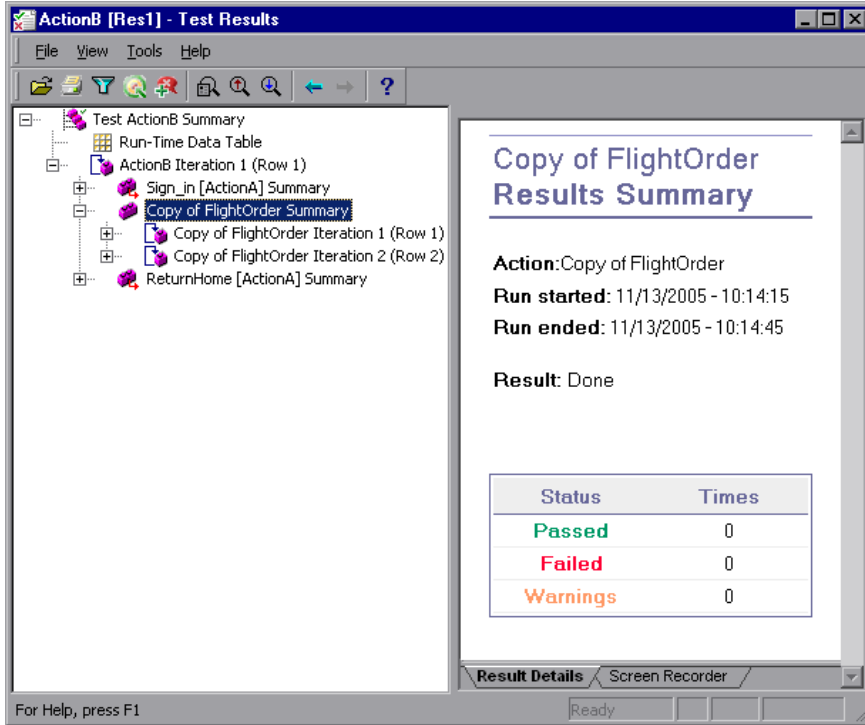 ActionB [Res1] - Test Results
File View Tools Help
?
Test ActionB Summary
Run-Time Data Table
ActionB Iteration 1 (Row 1)
Sign_in [ActionA] Summary
Copy of FlightOrder Summary
Copy of FlightOrder Iteration 1 (Row 1)
Copy of FlightOrder Iteration 2 (Row 2)
ReturnHome [ActionA] Summary
Copy of FlightOrder
Results Summary
Action:Copy of FlightOrder
Run started: 11/13/2005 - 10:14:15
Run ended: 11/13/2005 - 10:14:45
Result: Done
Status Times
Passed 0
Failed 0
Warnings 0
Result Details Screen Recorder
For Help, press F1 Ready